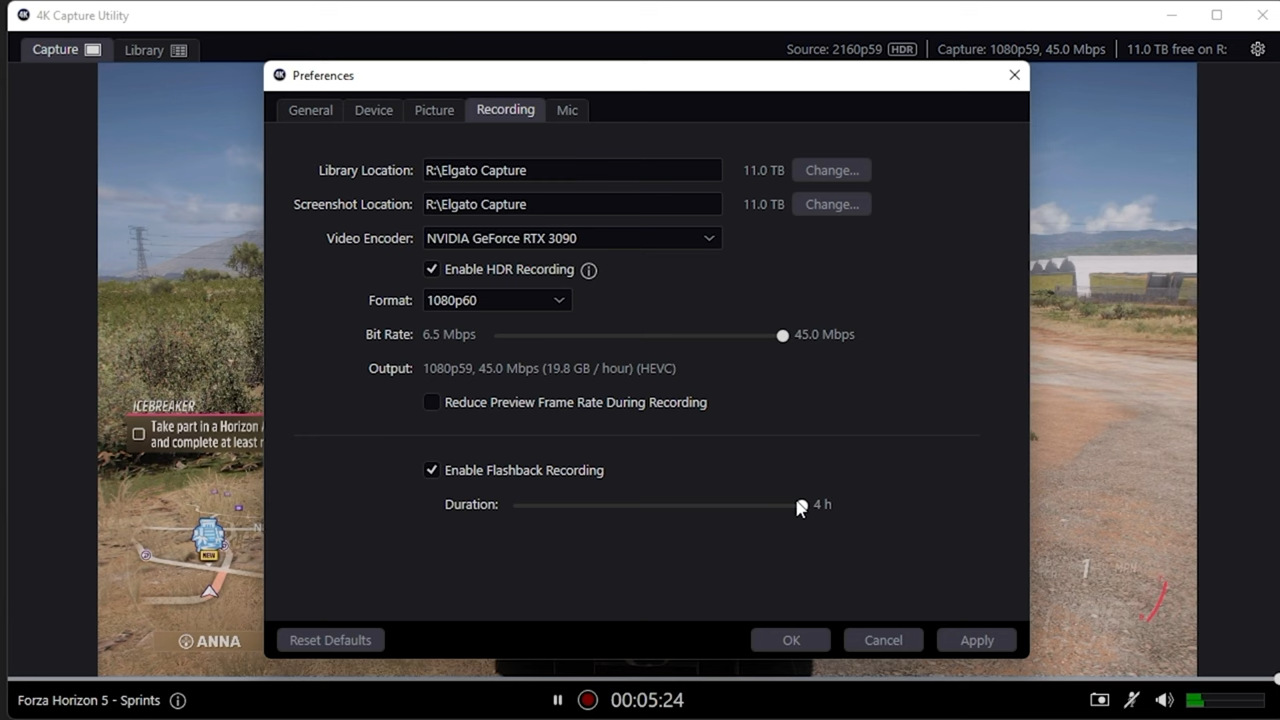 4K Capture Utility
Capture Library Source: 2160p59 HDR Capture: 1080p59, 45.0 Mbps 11.0 TB free on R:
4K Preferences
General Device Picture Recording Mic
Library Location: R:\Elgato Capture 11.0 TB Change...
Screenshot Location: R:\Elgato Capture 11.0 TB Change...
Video Encoder: NVIDIA GeForce RTX 3090
Enable HDR Recording
Format: 1080p60
Bit Rate: 6.5 Mbps 45.0 Mbps
Output: 1080p59, 45.0 Mbps (19.8 GB / hour) (HEVC)
Reduce Preview Frame Rate During Recording
ICEBREAKER
Take part in a Horizon
and complete at least
Enable Flashback Recording
Duration: 4 h
N
NEW
1 MPH
ANNA
Reset Defaults OK Cancel Apply
Forza Horizon 5 - Sprints 00:05:24